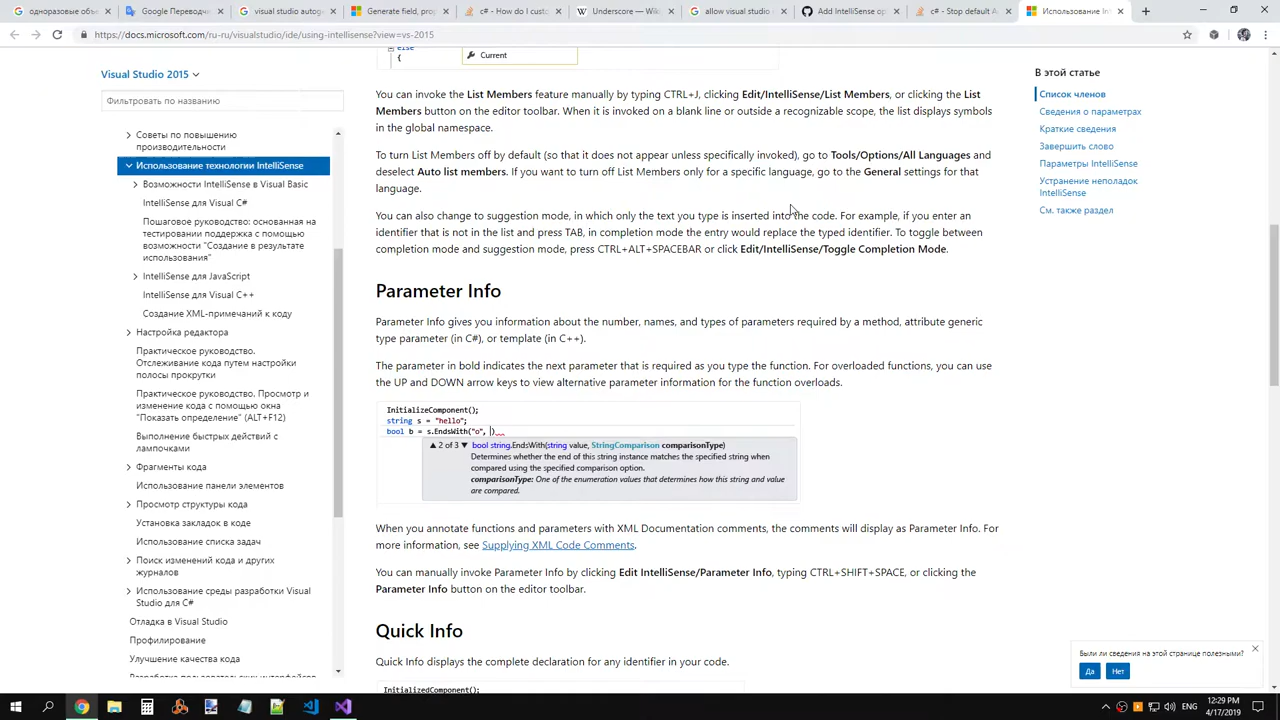 одноразовые объе
Google Переводчи
visual studio autoge
Generate field, prop
c# - How do I custo
Underscore — Wiki
allow visual studio
Add IntelliSense op
c# - Stop default A
Использование Inte
https://docs.microsoft.com/ru-ru/visualstudio/ide/using-intellisense?view=vs-2015
Visual Studio 2015
Фильтровать по названию
Советы по повышению
производительности
Использование технологии IntelliSense
Возможности IntelliSense в Visual Basic
IntelliSense для Visual C#
Пошаговое руководство: основанная на
тестировании поддержка с помощью
возможности "Создание в результате
использования"
IntelliSense для JavaScript
IntelliSense для Visual C++
Создание XML-примечаний к коду
Настройка редактора
Практическое руководство.
Отслеживание кода путем настройки
полосы прокрутки
Практическое руководство. Просмотр и
изменение кода с помощью окна
"Показать определение" (ALT+F12)
Выполнение быстрых действий с
лампочками
Фрагменты кода
Использование панели элементов
Просмотр структуры кода
Установка закладок в коде
Использование списка задач
Поиск изменений кода и других
журналов
Использование среды разработки Visual
Studio для C#
Отладка в Visual Studio
Профилирование
Улучшение качества кода
Разработка пользовательских интерфейсов
else
{
Current
You can invoke the List Members feature manually by typing CTRL+J, clicking Edit/IntelliSense/List Members, or clicking the List
Members button on the editor toolbar. When it is invoked on a blank line or outside a recognizable scope, the list displays symbols
in the global namespace.
To turn List Members off by default (so that it does not appear unless specifically invoked), go to Tools/Options/All Languages and
deselect Auto list members. If you want to turn off List Members only for a specific language, go to the General settings for that
language.
You can also change to suggestion mode, in which only the text you type is inserted into the code. For example, if you enter an
identifier that is not in the list and press TAB, in completion mode the entry would replace the typed identifier. To toggle between
completion mode and suggestion mode, press CTRL+ALT+SPACEBAR or click Edit/IntelliSense/Toggle Completion Mode.
Parameter Info
Parameter Info gives you information about the number, names, and types of parameters required by a method, attribute generic
type parameter (in C#), or template (in C++).
The parameter in bold indicates the next parameter that is required as you type the function. For overloaded functions, you can use
the UP and DOWN arrow keys to view alternative parameter information for the function overloads.
InitializeComponent();
string s = "hello";
bool b = s.EndsWith("o", )
▲ 2 of 3 ▼ bool string.EndsWith(string value, StringComparison comparisonType)
Determines whether the end of this string instance matches the specified string when
compared using the specified comparison option.
comparisonType: One of the enumeration values that determines how this string and value
are compared.
When you annotate functions and parameters with XML Documentation comments, the comments will display as Parameter Info. For
more information, see Supplying XML Code Comments.
You can manually invoke Parameter Info by clicking Edit IntelliSense/Parameter Info, typing CTRL+SHIFT+SPACE, or clicking the
Parameter Info button on the editor toolbar.
Quick Info
Quick Info displays the complete declaration for any identifier in your code.
InitializedComponent();
В этой статье
Список членов
Сведения о параметрах
Краткие сведения
Завершить слово
Параметры IntelliSense
Устранение неполадок
IntelliSense
См. также раздел
Были ли сведения на этой странице полезными?
Да
Нет
ENG
12:29 PM
4/17/2019